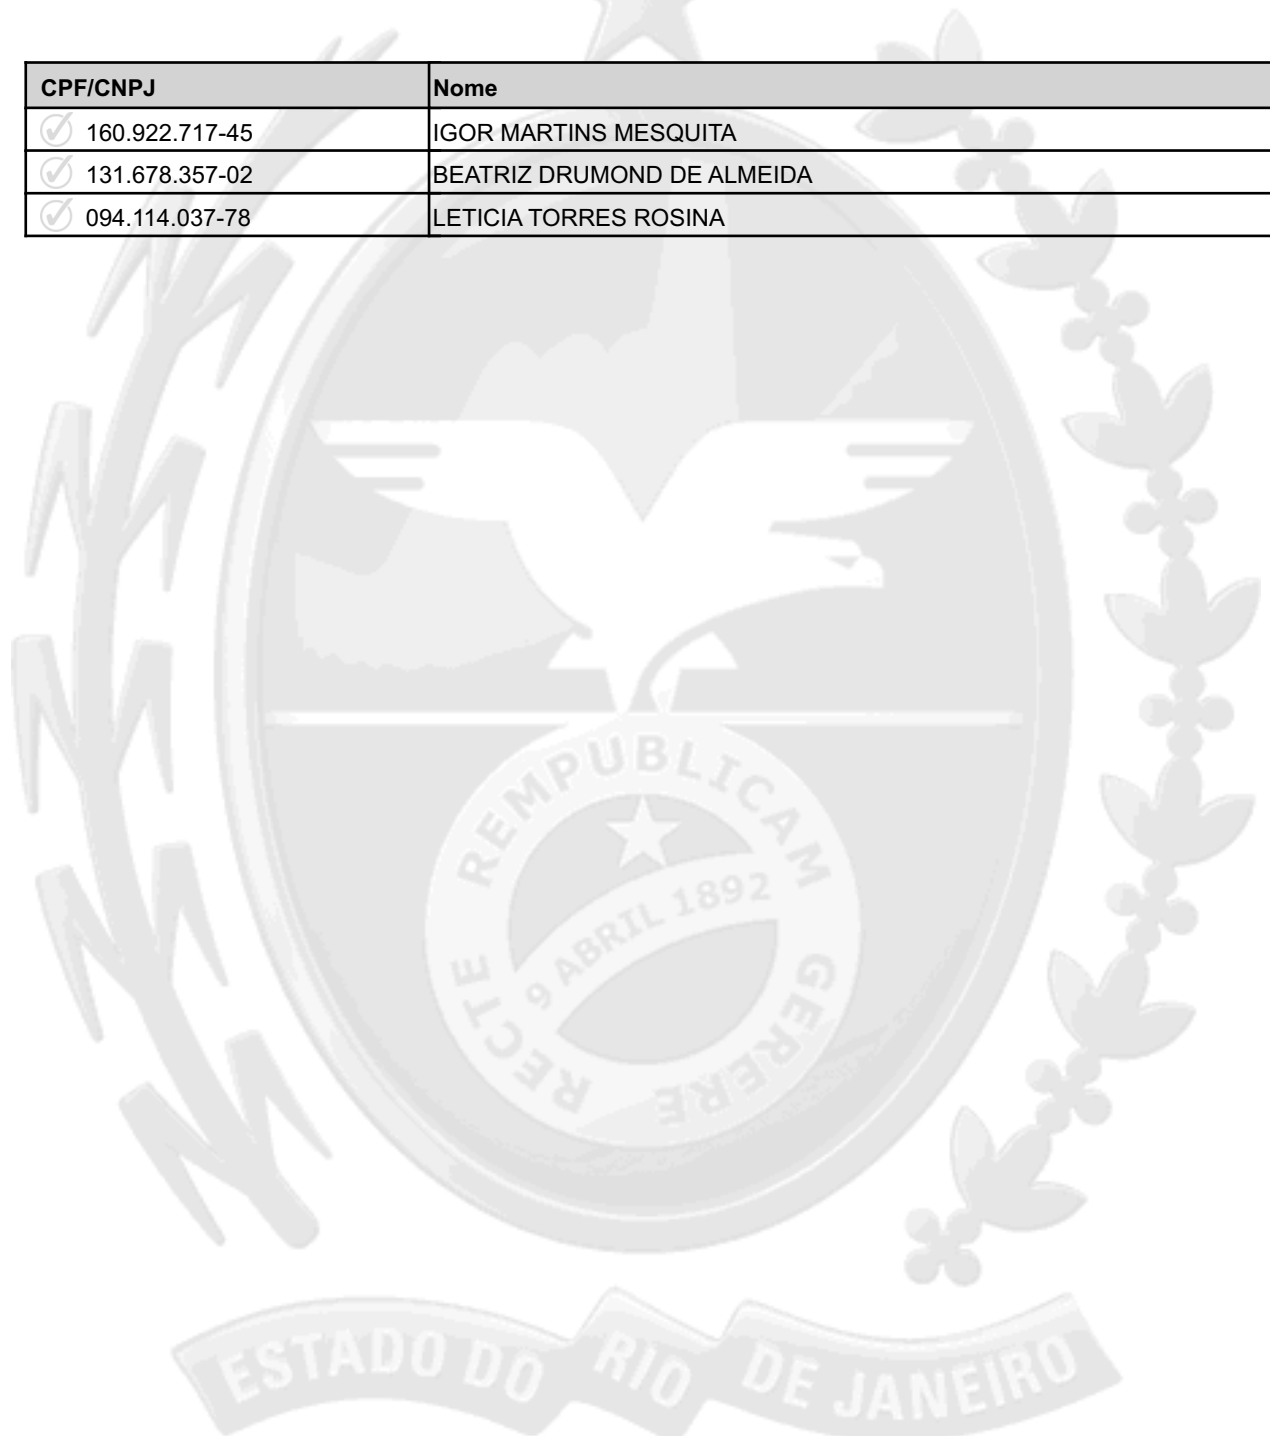 CPF/CNPJ Nome
160.922.717-45 IGOR MARTINS MESQUITA
131.678.357-02 BEATRIZ DRUMOND DE ALMEIDA
094.114.037-78 LETICIA TORRES ROSINA
RECTE REMPUBLICAM GERERE
9 ABRIL 1892
ESTADO DO RIO DE JANEIRO